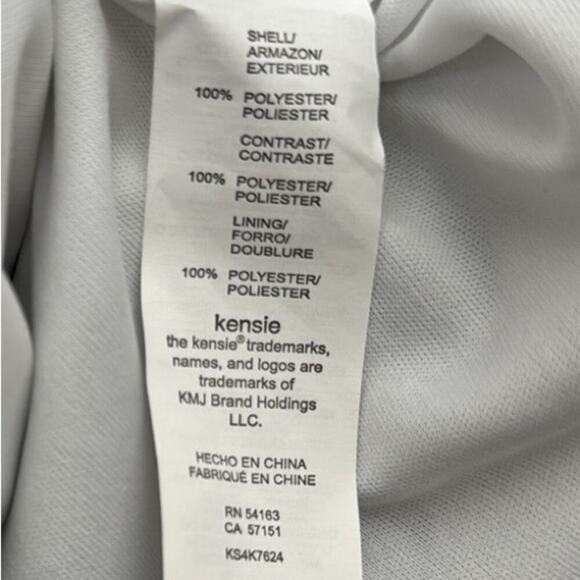 SHELL/
ARMAZON/
EXTERIEUR
100% POLYESTER/
POLIESTER
CONTRAST/
CONTRASTE
100% POLYESTER/
POLIESTER
LINING/
FORRO/
DOUBLURE
100% POLYESTER/
POLIESTER
kensie
the kensie® trademarks,
names, and logos are
trademarks of
KMJ Brand Holdings
LLC.
HECHO EN CHINA
FABRIQUÉ EN CHINE
RN 54163
CA 57151
KS4K7624